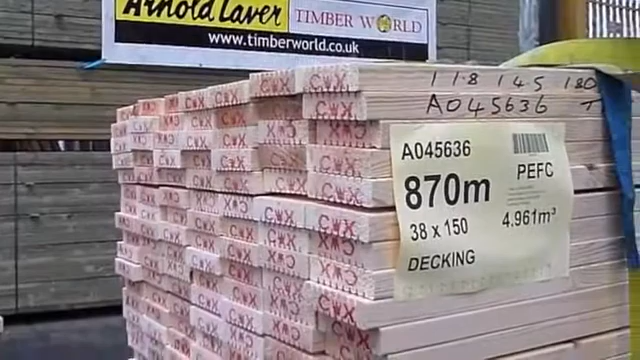 Arnold Laver
TIMBER WORLD
www.timberworld.co.uk
118 145 180
A045636 T
A045636
PEFC
870m
38 x 150
4.961m³
DECKING